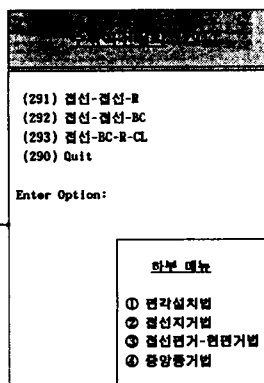 (291) 접선-접선-R
(292) 접선-접선-BC
(293) 접선-BC-R-CL
(290) Quit
Enter Option:
하부 메뉴
① 편각설치법
② 접선지거법
③ 접선편거-현편거법
④ 중앙종거법